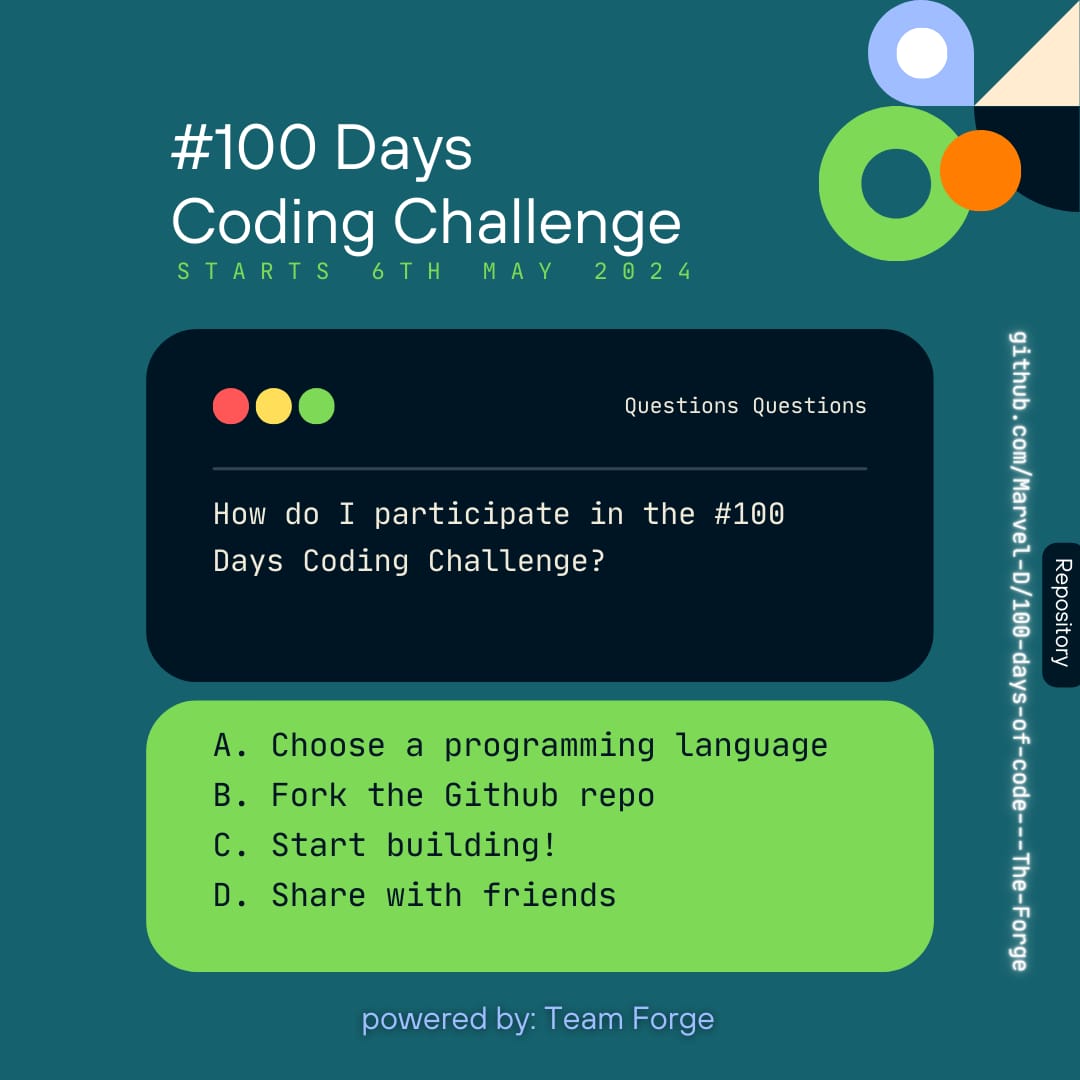 #100 Days
Coding Challenge
STARTS 6TH MAY 2024
Questions Questions
How do I participate in the #100
Days Coding Challenge?
A. Choose a programming language
B. Fork the Github repo
C. Start building!
D. Share with friends
github.com/Marvel-D/100-days-of-code---The-Forge
Repository
powered by: Team Forge